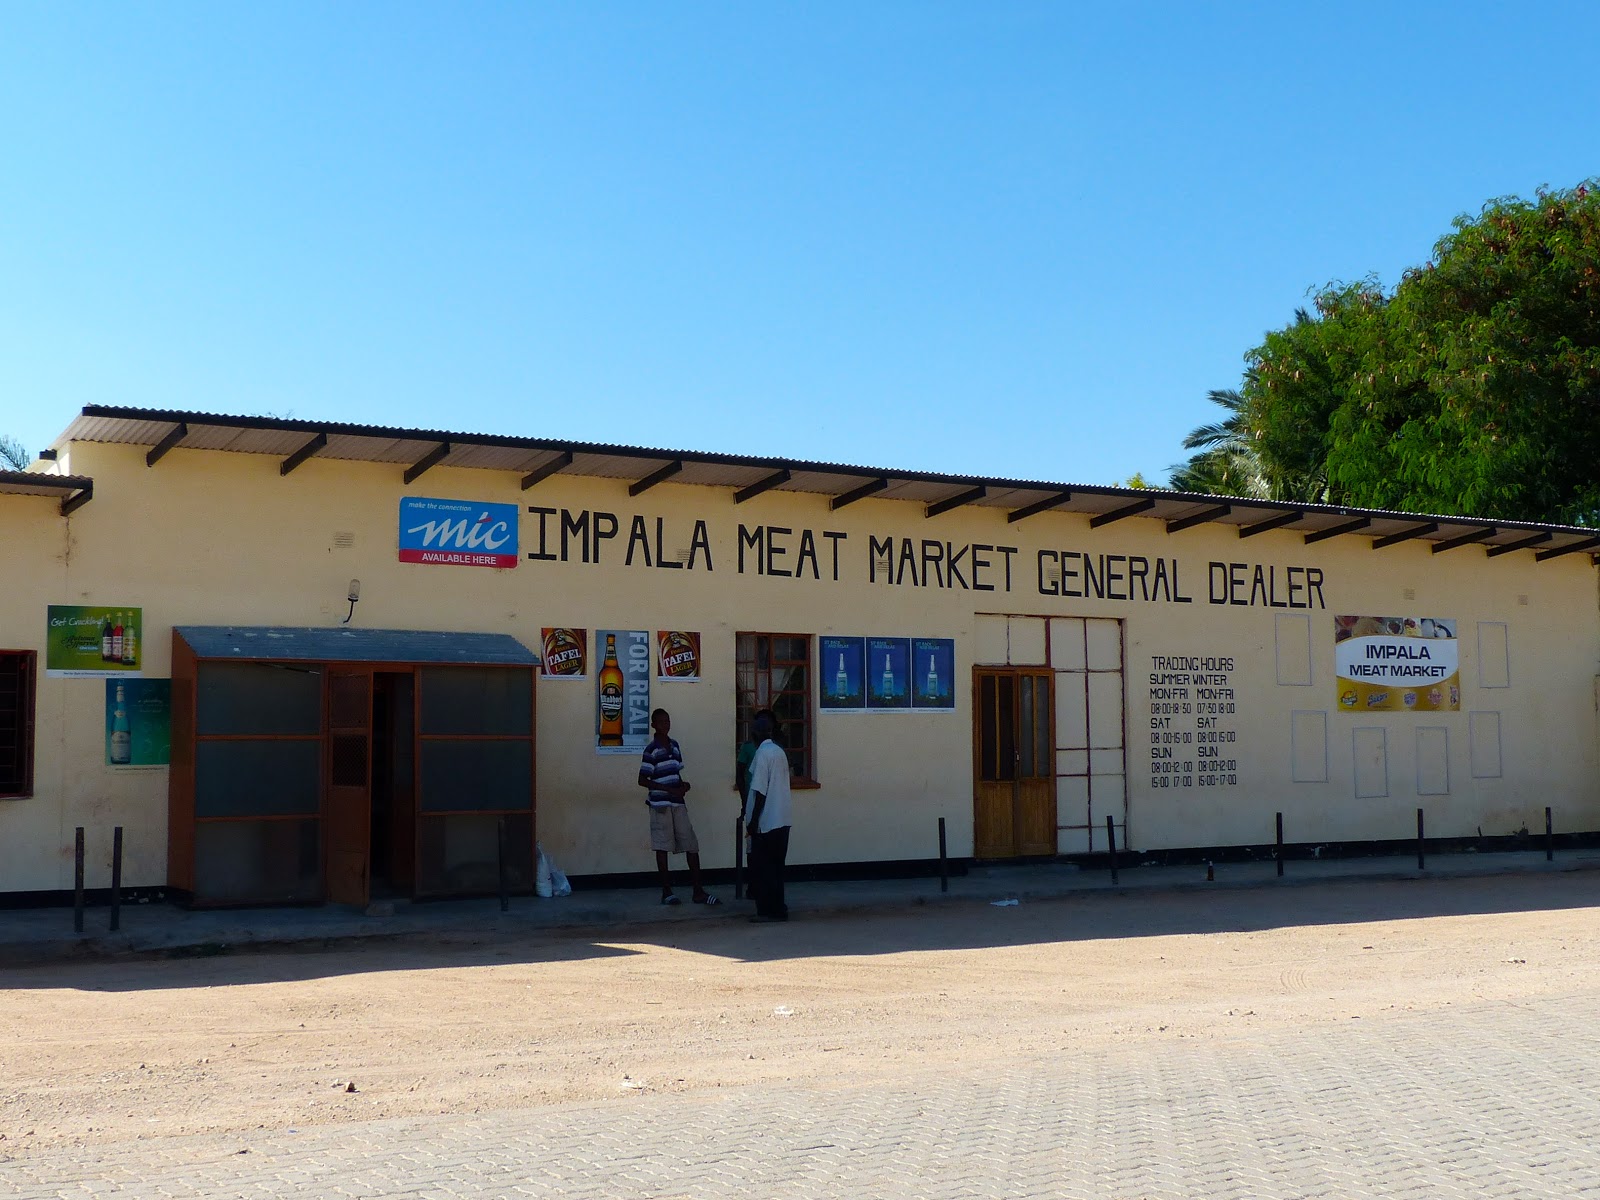 make the connection
mic
AVAILABLE HERE
IMPALA MEAT MARKET GENERAL DEALER
Get Crackling!
TAFEL
LAGER
FOR REAL
Windhoek
TAFEL
LAGER
TRADING HOURS
SUMMER WINTER
MON-FRI MON-FRI
08:00-18:30 07:30 18:00
SAT SAT
08:00-15:00 08:00 15:00
SUN SUN
08:00-12:00 08:00-12:00
15:00 17:00 15:00-17:00
IMPALA
MEAT MARKET